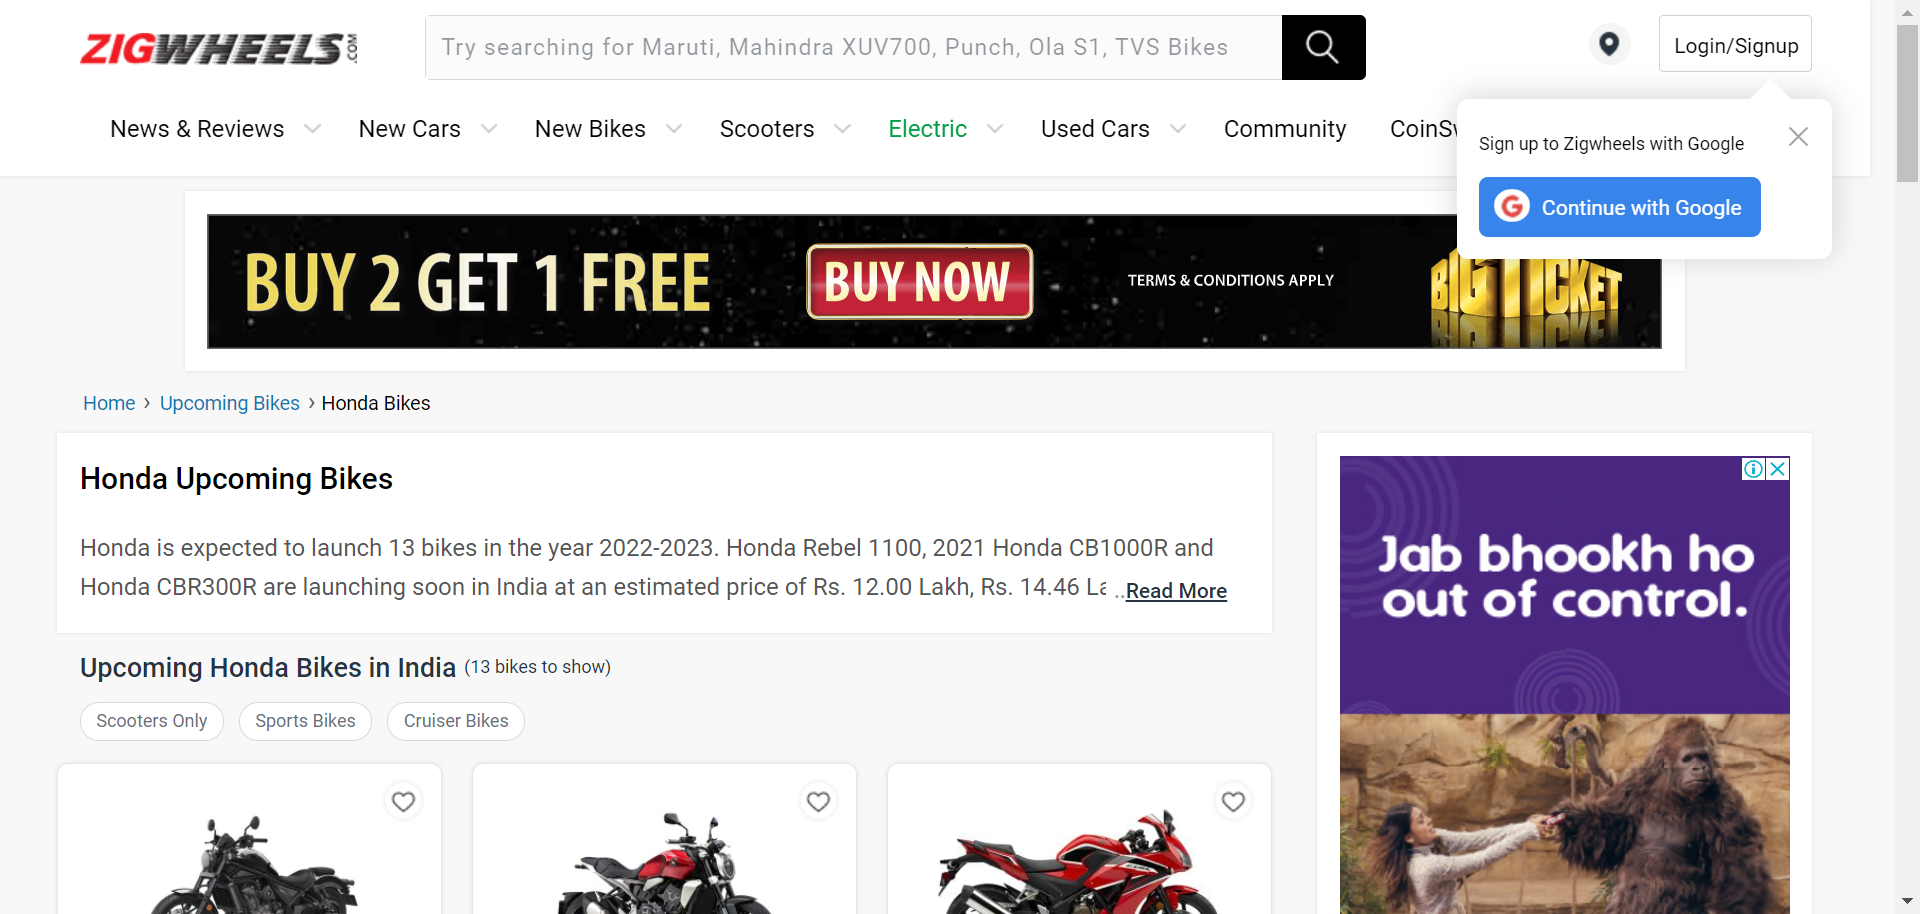 ZIGWHEELS.COM
Try searching for Maruti, Mahindra XUV700, Punch, Ola S1, TVS Bikes
Login/Signup
News & Reviews
New Cars
New Bikes
Scooters
Electric
Used Cars
Community
Sign up to Zigwheels with Google
G Continue with Google
BUY 2 GET 1 FREE
BUY NOW
TERMS & CONDITIONS APPLY
BIG TICKET
Home › Upcoming Bikes › Honda Bikes
Honda Upcoming Bikes
Honda is expected to launch 13 bikes in the year 2022-2023. Honda Rebel 1100, 2021 Honda CB1000R and
Honda CBR300R are launching soon in India at an estimated price of Rs. 12.00 Lakh, Rs. 14.46 La ..Read More
Upcoming Honda Bikes in India (13 bikes to show)
Scooters Only
Sports Bikes
Cruiser Bikes
Jab bhookh ho
out of control.